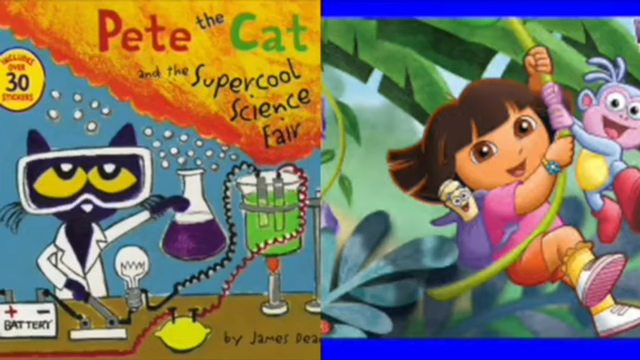 Pete the Cat
and the Supercool
Science
Fair
INCLUDES
OVER
30
STICKERS
BATTERY
by James Dea